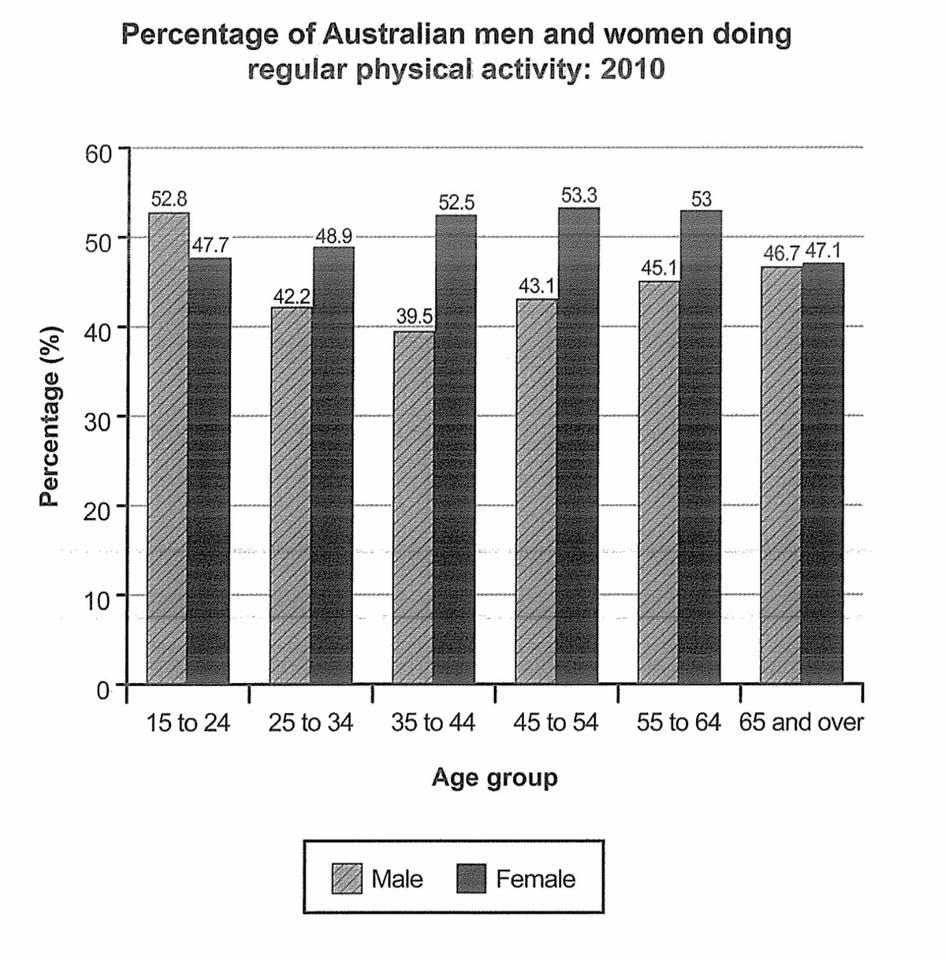 Percentage of Australian men and women doing
regular physical activity: 2010
60
50
40
30
20
10
0
Percentage (%)
52.8
47.7
42.2
48.9
39.5
52.5
43.1
53.3
45.1
53
46.7
47.1
15 to 24
25 to 34
35 to 44
45 to 54
55 to 64
65 and over
Age group
Male
Female